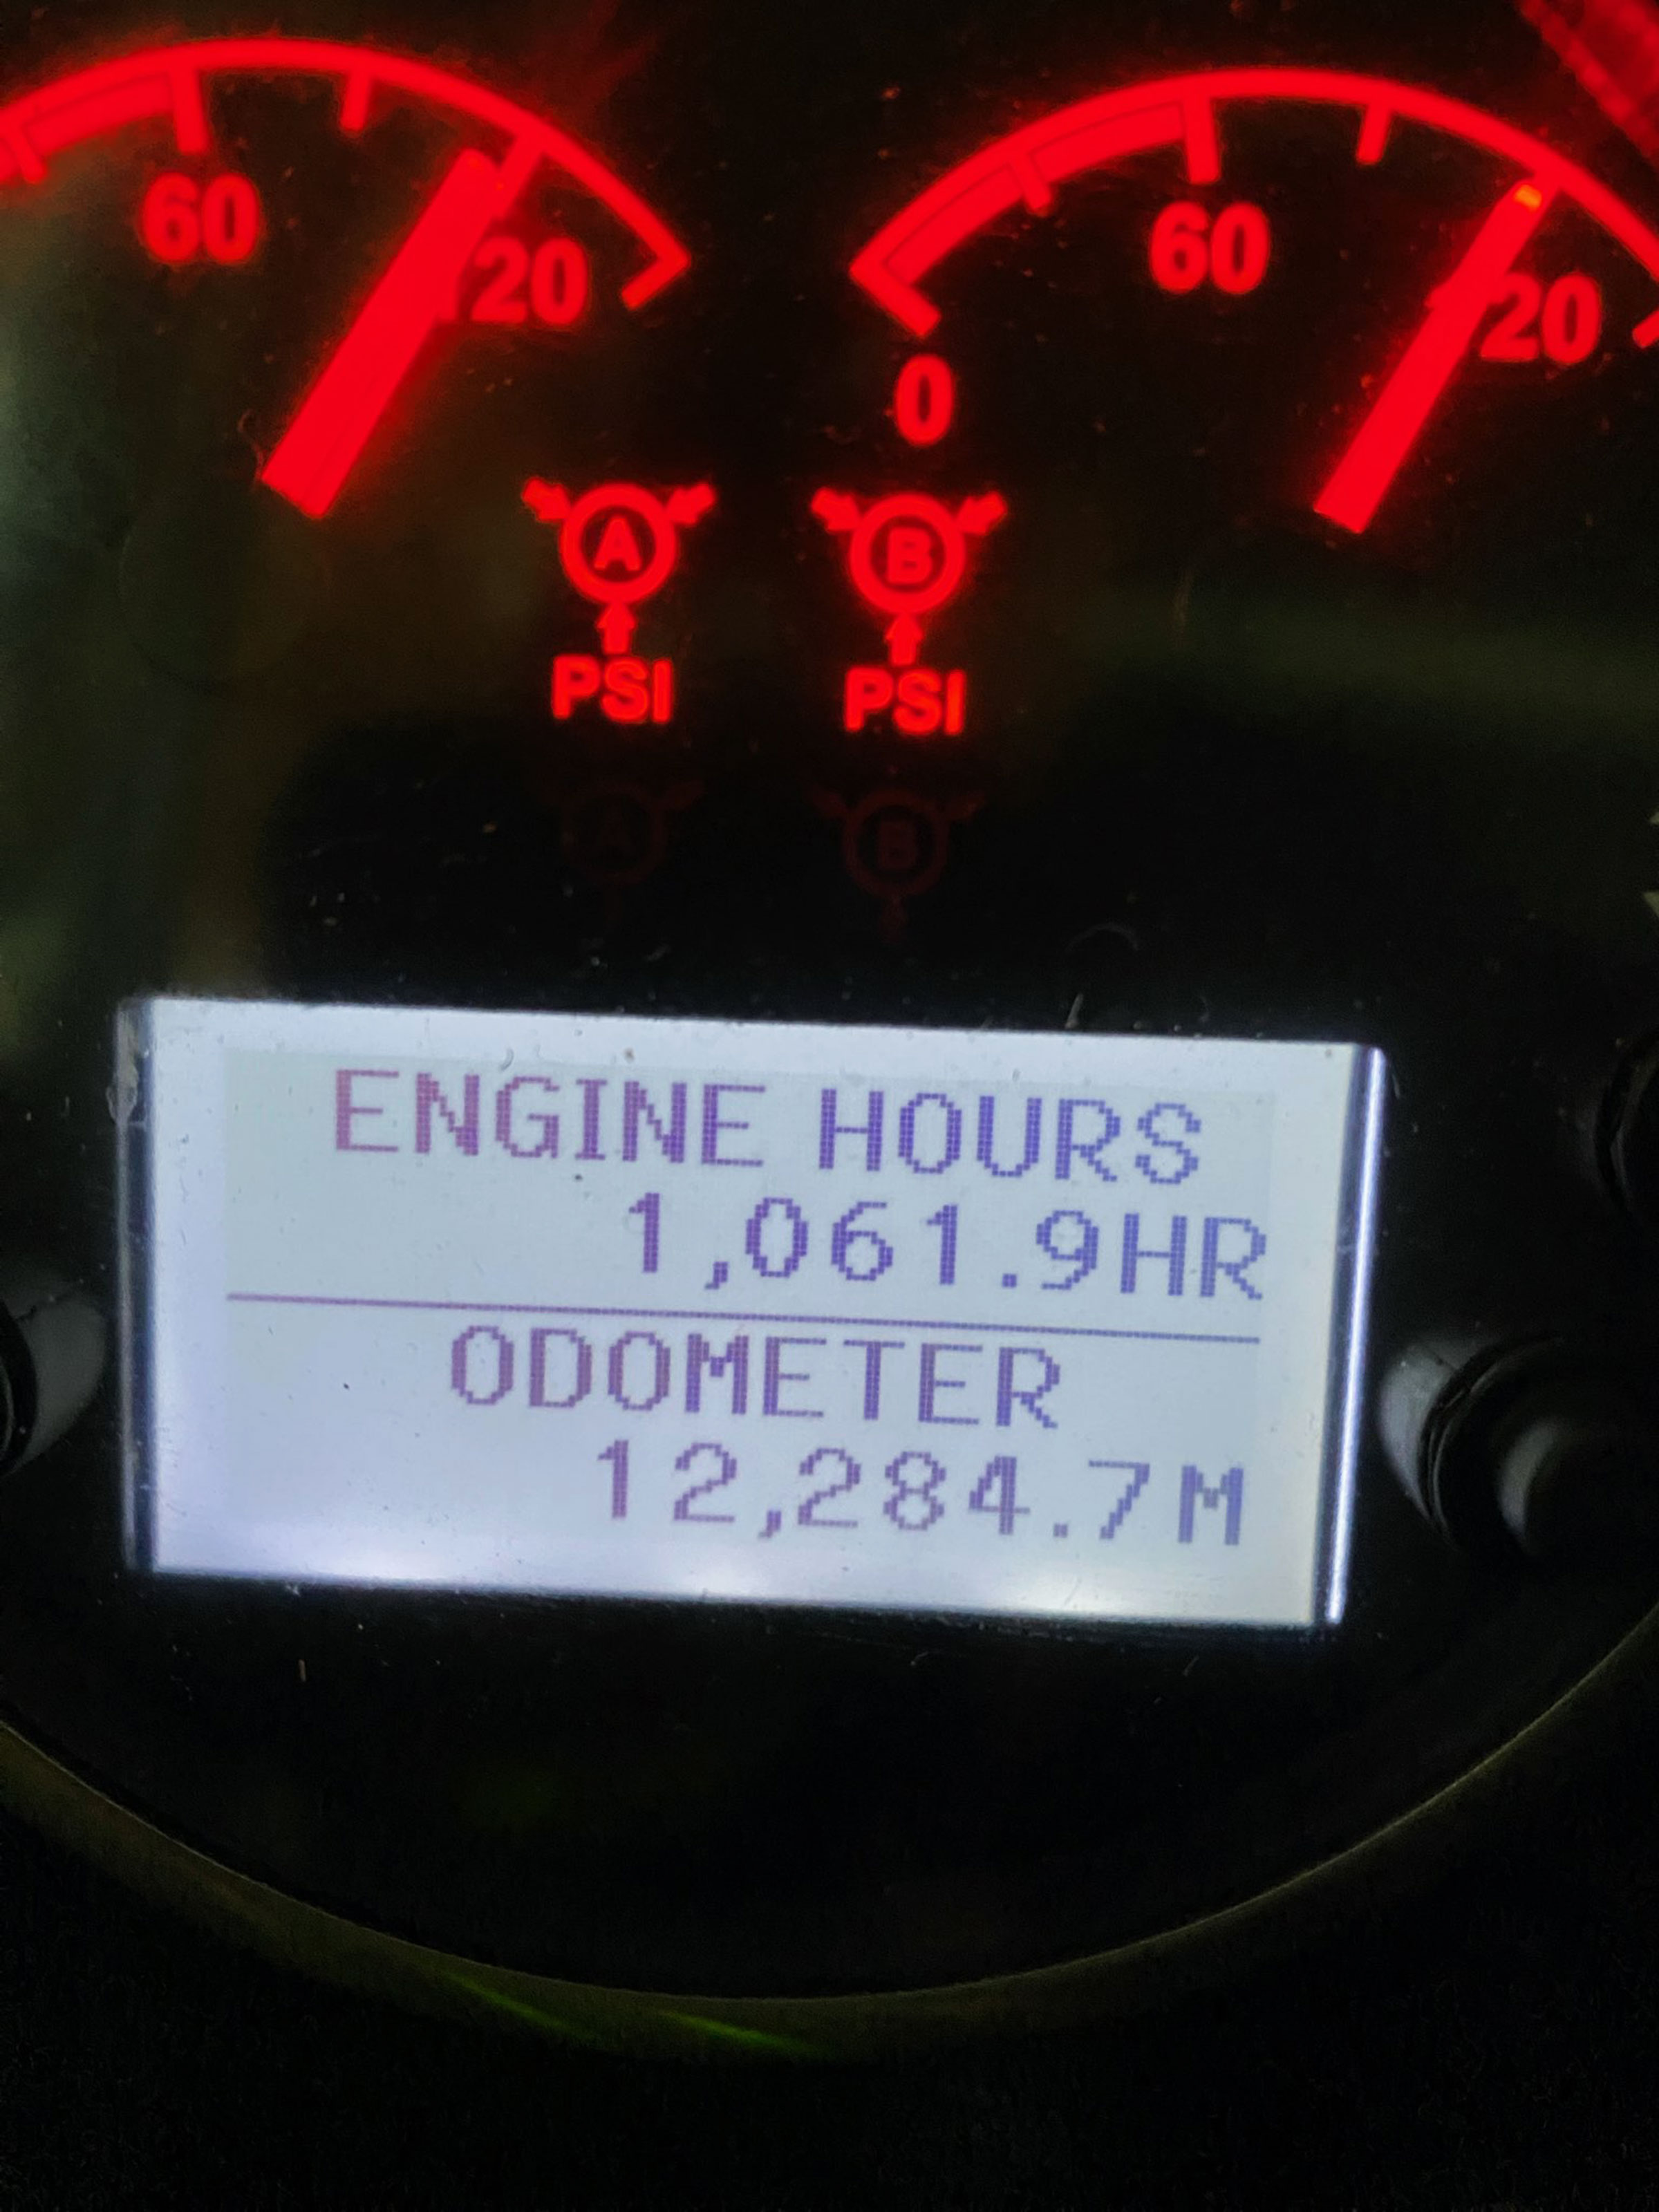 60
20
60
20
0
A
B
PSI
PSI
A
B
ENGINE HOURS
1,061.9HR
ODOMETER
12,284.7M